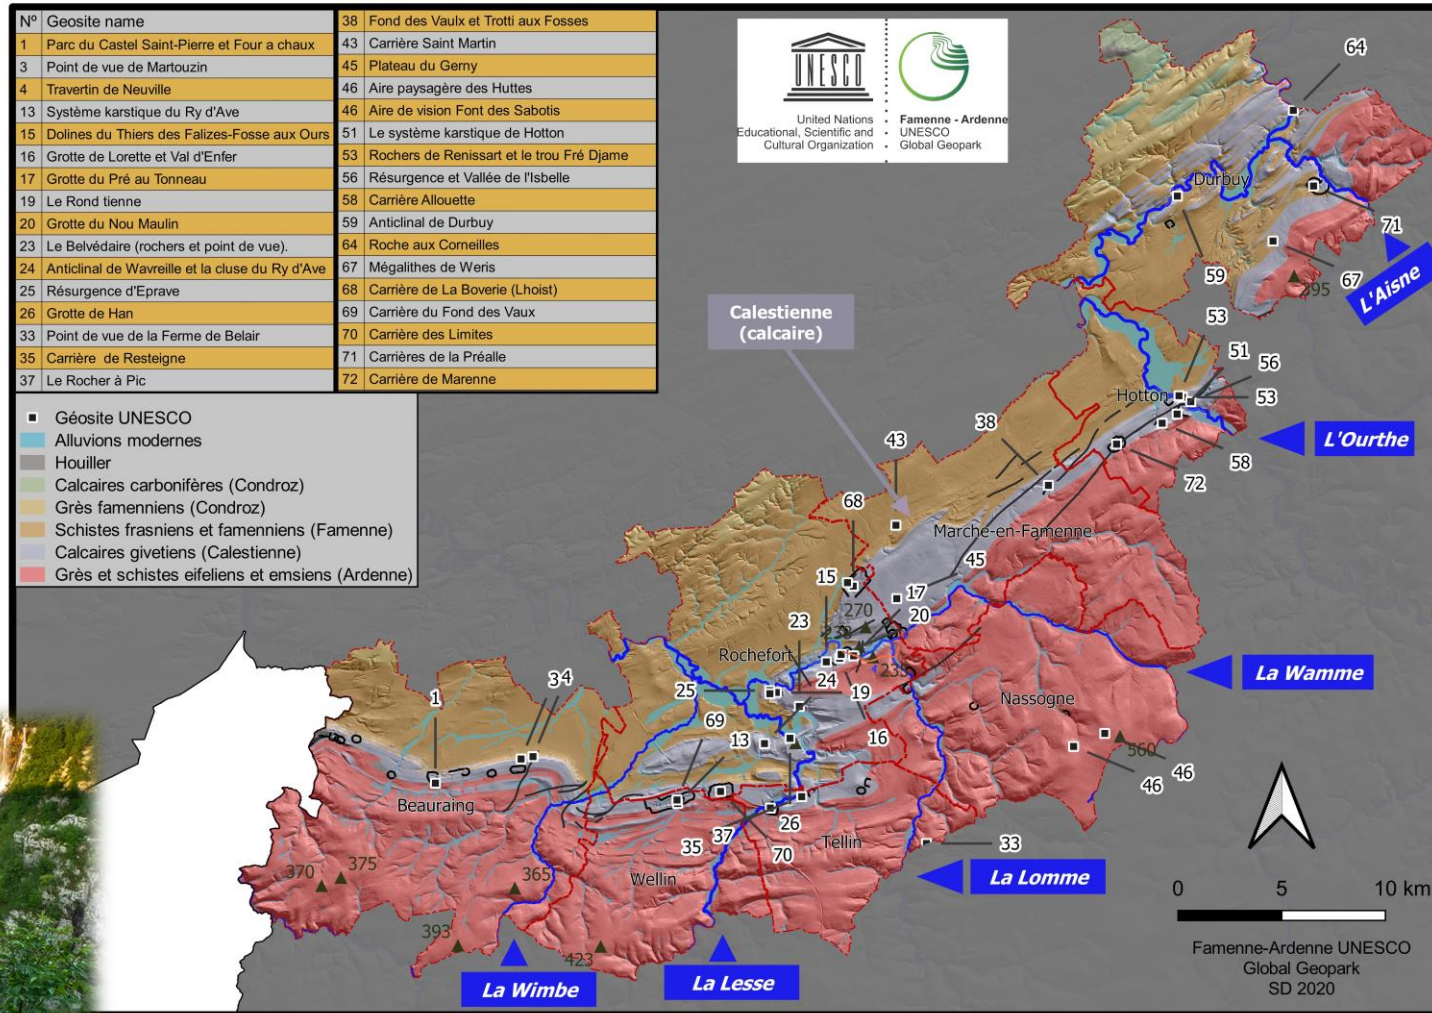 Nº Geosite name
1 Parc du Castel Saint-Pierre et Four a chaux
3 Point de vue de Martouzin
4 Travertin de Neuville
13 Système karstique du Ry d'Ave
15 Dolines du Thiers des Falizes-Fosse aux Ours
16 Grotte de Lorette et Val d'Enfer
17 Grotte du Pré au Tonneau
19 Le Rond tienne
20 Grotte du Nou Maulin
23 Le Belvédaire (rochers et point de vue).
24 Anticlinal de Wavreille et la cluse du Ry d'Ave
25 Résurgence d'Eprave
26 Grotte de Han
33 Point de vue de la Ferme de Belair
35 Carrière de Resteigne
37 Le Rocher à Pic
38 Fond des Vaulx et Trotti aux Fosses
43 Carrière Saint Martin
45 Plateau du Gerny
46 Aire paysagère des Huttes
46 Aire de vision Font des Sabotis
51 Le système karstique de Hotton
53 Rochers de Renissart et le trou Fré Djame
56 Résurgence et Vallée de l'Isbelle
58 Carrière Allouette
59 Anticlinal de Durbuy
64 Roche aux Corneilles
67 Mégalithes de Weris
68 Carrière de La Boverie (Lhoist)
69 Carrière du Fond des Vaux
70 Carrière des Limites
71 Carrières de la Préalle
72 Carrière de Marenne
UNESCO
United Nations
Educational, Scientific and
Cultural Organization
Famenne - Ardenne
UNESCO
Global Geopark
Géosite UNESCO
Alluvions modernes
Houiller
Calcaires carbonifères (Condroz)
Grès famenniens (Condroz)
Schistes frasniens et famenniens (Famenne)
Calcaires givetiens (Calestienne)
Grès et schistes eifeliens et emsiens (Ardenne)
64
Durbuy
71
59
67
395
L'Aisne
Calestienne
(calcaire)
53
51
56
Hotton
53
38
43
L'Ourthe
58
72
68
Marche-en-Famenne
45
15
17
270
20
23
Rochefort
24
235
La Wamme
34
1
25
19
Nassogne
69
13
16
560
46
46
Beauraing
26
37
35
70
Tellin
33
375
370
365
Wellin
La Lomme
0 10 km
393
423
La Wimbe
La Lesse
Famenne-Ardenne UNESCO
Global Geopark
SD 2020